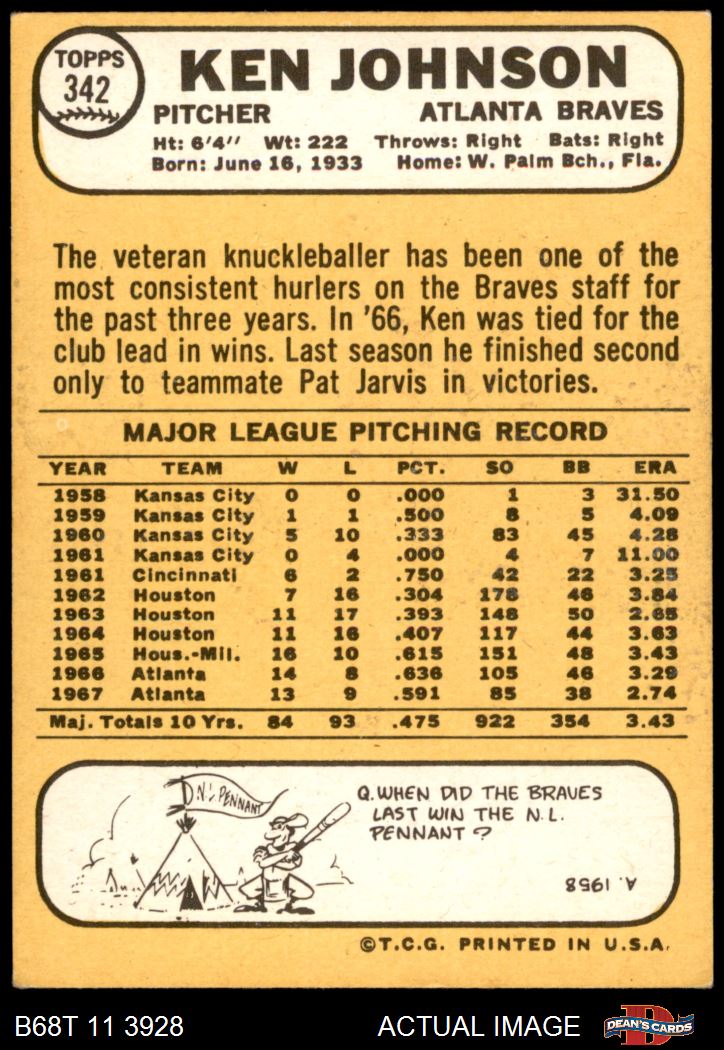 TOPPS
342
KEN JOHNSON
PITCHER ATLANTA BRAVES
Ht: 6'4" Wt: 222 Throws: Right Bats: Right
Born: June 16, 1933 Home: W. Palm Bch., Fla.
The veteran knuckleballer has been one of the
most consistent hurlers on the Braves staff for
the past three years. In '66, Ken was tied for the
club lead in wins. Last season he finished second
only to teammate Pat Jarvis in victories.
MAJOR LEAGUE PITCHING RECORD
YEAR TEAM W L PCT. SO BB ERA
1958 Kansas City 0 0 .000 1 3 31.50
1959 Kansas City 1 1 .500 8 5 4.09
1960 Kansas City 5 10 .333 83 45 4.28
1961 Kansas City 0 4 .000 4 7 11.00
1961 Cincinnati 6 2 .750 42 22 3.25
1962 Houston 7 16 .304 178 46 3.84
1963 Houston 11 17 .393 148 50 2.65
1964 Houston 11 16 .407 117 44 3.63
1965 Hous.-Mil. 16 10 .615 151 48 3.43
1966 Atlanta 14 8 .636 105 46 3.29
1967 Atlanta 13 9 .591 85 38 2.74
Maj. Totals 10 Yrs. 84 93 .475 922 354 3.43
N.L. PENNANT
Q. WHEN DID THE BRAVES
LAST WIN THE N.L.
PENNANT?
A. 1958
©T.C.G. PRINTED IN U.S.A.
B68T 11 3928 ACTUAL IMAGE
D
DEAN'S CARDS